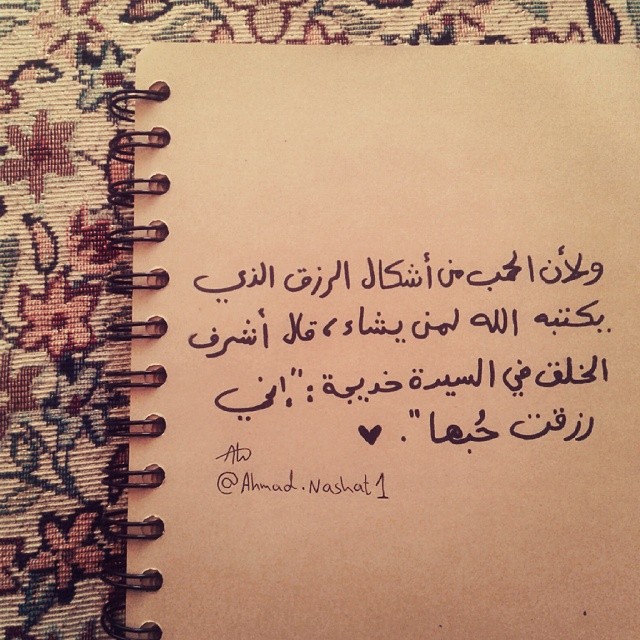 ولأن الحب من أشكال الرزق الذي
يكتبه الله لمن يشاء، قال أشرف
الخلق في السيدة خديجة: "إني
رزقت حُبها". ♥
@Ahmad.Nashat1